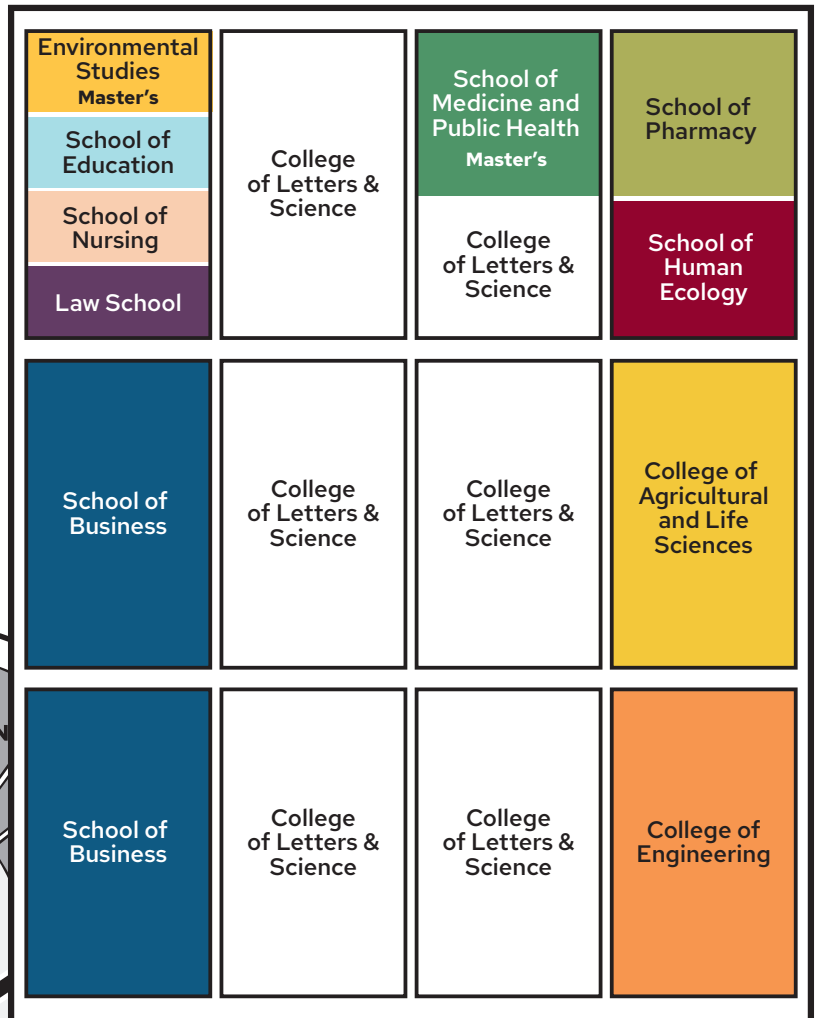 Environmental
Studies
Master's
School of
Education
School of
Nursing
Law School
College
of Letters &
Science
School of
Medicine and
Public Health
Master's
College
of Letters &
Science
School of
Pharmacy
School of
Human
Ecology
School of
Business
College
of Letters &
Science
College
of Letters &
Science
College of
Agricultural
and Life
Sciences
School of
Business
College
of Letters &
Science
College
of Letters &
Science
College of
Engineering